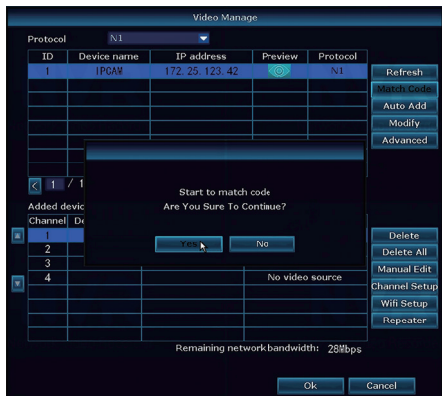 Video Manage
Protocol N1
ID Device name IP address Preview Protocol
1 IPCAM 172. 25. 123. 42 N1
Refresh
Match Code
Auto Add
Modify
Advanced
1 / 1
Start to match code
Are You Sure To Continue?
Yes No
Added devic
Channel De
1
2
3
4 No video source
Delete
Delete All
Manual Edit
Channel Setup
Wifi Setup
Repeater
Remaining network bandwidth: 28Mbps
Ok Cancel